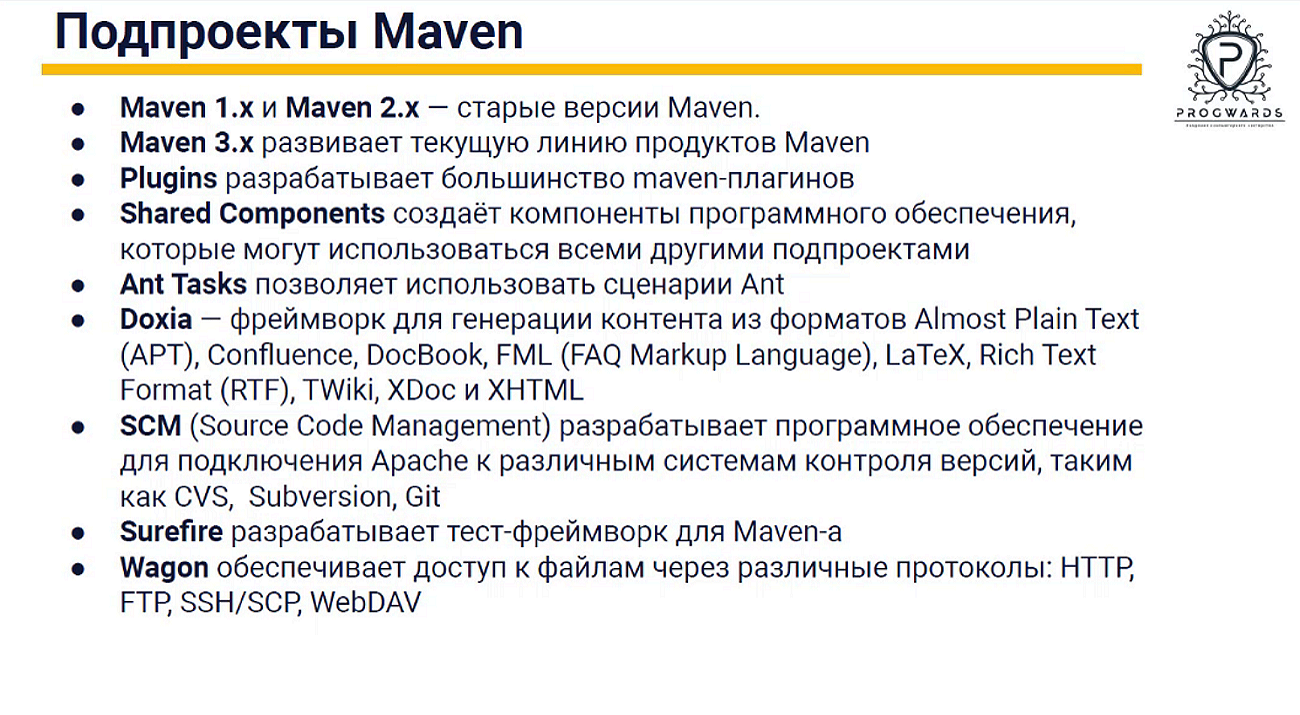 Подпроекты Maven
PROGWARDS
● Maven 1.x и Maven 2.x — старые версии Maven.
● Maven 3.x развивает текущую линию продуктов Maven
● Plugins разрабатывает большинство maven-плагинов
● Shared Components создаёт компоненты программного обеспечения,
которые могут использоваться всеми другими подпроектами
● Ant Tasks позволяет использовать сценарии Ant
● Doxia — фреймворк для генерации контента из форматов Almost Plain Text
(APT), Confluence, DocBook, FML (FAQ Markup Language), LaTeX, Rich Text
Format (RTF), TWiki, XDoc и XHTML
● SCM (Source Code Management) разрабатывает программное обеспечение
для подключения Apache к различным системам контроля версий, таким
как CVS, Subversion, Git
● Surefire разрабатывает тест-фреймворк для Maven-а
● Wagon обеспечивает доступ к файлам через различные протоколы: HTTP,
FTP, SSH/SCP, WebDAV